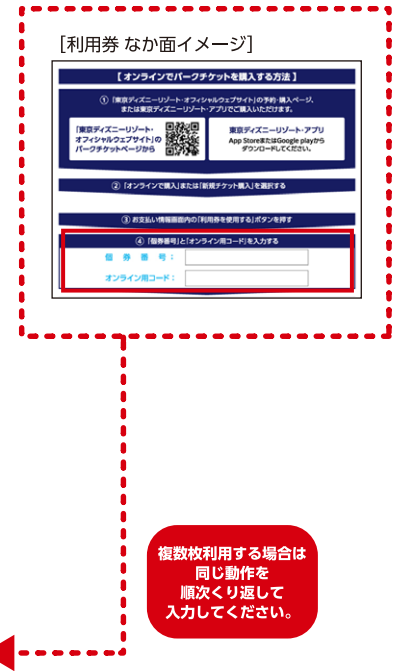 [利用券 なか面イメージ]
【オンラインでパークチケットを購入する方法】
① 「東京ディズニーリゾート・オフィシャルウェブサイト」の予約・購入ページ、
または東京ディズニーリゾート・アプリでご購入いただけます。
「東京ディズニーリゾート・
オフィシャルウェブサイト」の
パークチケットページから
東京ディズニーリゾート・アプリ
App StoreまたはGoogle playから
ダウンロードしてください。
② 「オンラインで購入」または「新規チケット購入」を選択する
③ お支払い情報画面内の「利用券を使用する」ボタンを押す
④ 「個券番号」と「オンライン用コード」を入力する
個券番号：
オンライン用コード：
複数枚利用する場合は
同じ動作を
順次くり返して
入力してください。